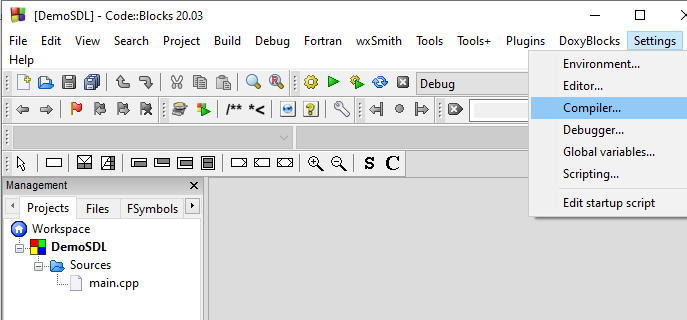 [DemoSDL] - Code::Blocks 20.03
File Edit View Search Project Build Debug Fortran wxSmith Tools Tools+ Plugins DoxyBlocks Settings
Help
Environment...
Editor...
Compiler...
Debugger...
Global variables...
Scripting...
Edit startup script
Debug
/** *<
S C
Management
Projects Files FSymbols
Workspace
DemoSDL
Sources
main.cpp